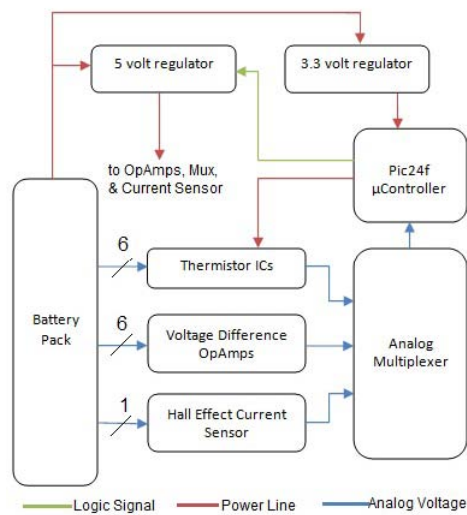 5 volt regulator
3.3 volt regulator
to OpAmps, Mux,
& Current Sensor
Pic24f
µController
6
Thermistor ICs
Battery
Pack
6
Voltage Difference
OpAmps
Analog
Multiplexer
1
Hall Effect Current
Sensor
Logic Signal
Power Line
Analog Voltage